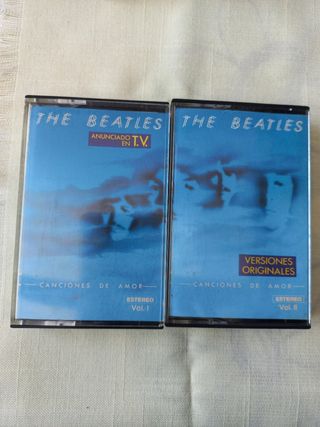 THE BEATLES
ANUNCIADO
EN T.V.
CANCIONES DE AMOR
ESTEREO
Vol. I
THE BEATLES
VERSIONES
ORIGINALES
CANCIONES DE AMOR
ESTEREO
Vol. II